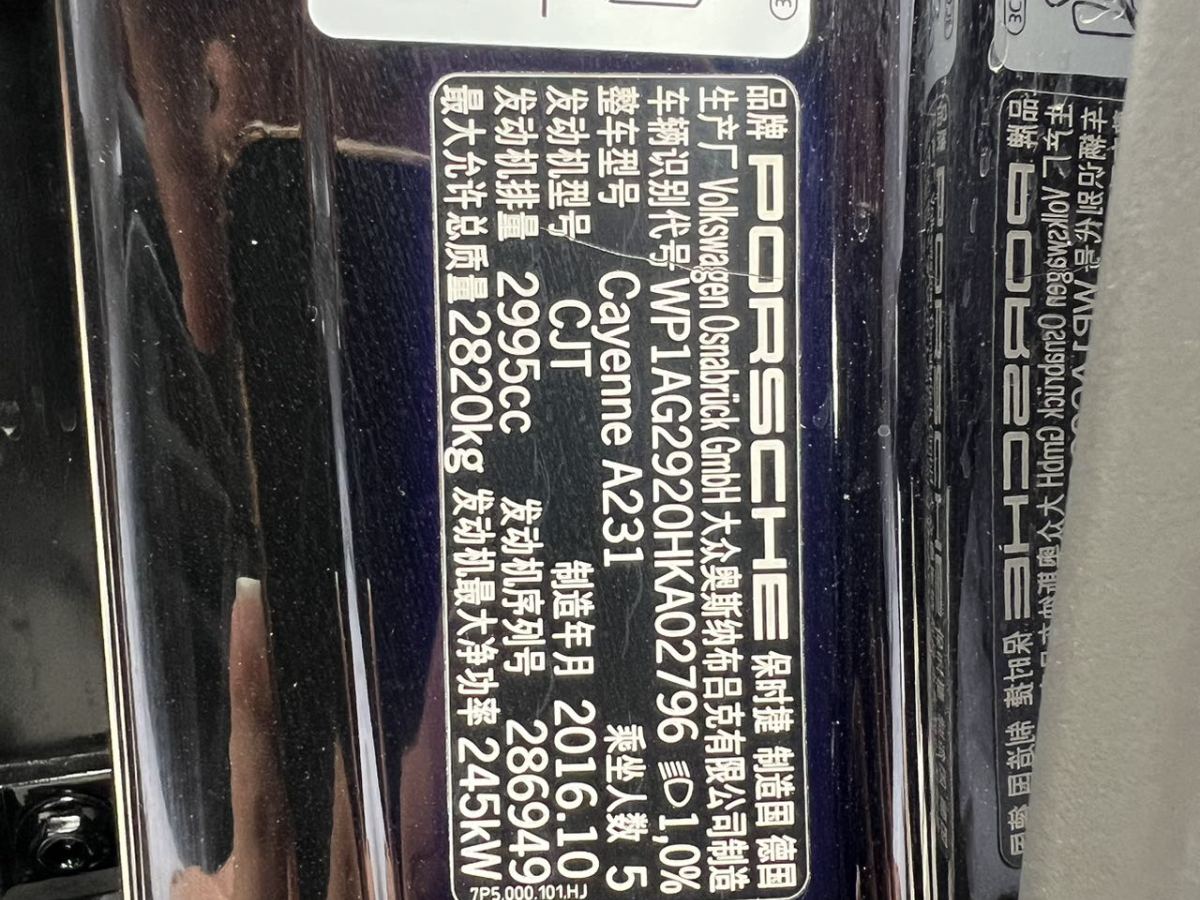 品牌 PORSCHE 保时捷 制造国 德国
生产厂 Volkswagen Osnabrück GmbH 大众奥斯纳布吕克有限公司制造
车辆识别代号 WP1AG2920HKA02796 1,0%
整车型号 Cayenne A231 乘坐人数 5
发动机型号 CJT 制造年月 2016.10
发动机排量 2995cc 发动机序列号 286949
最大允许总质量 2820kg 发动机最大净功率 245kW
7P5.000.101.HJ